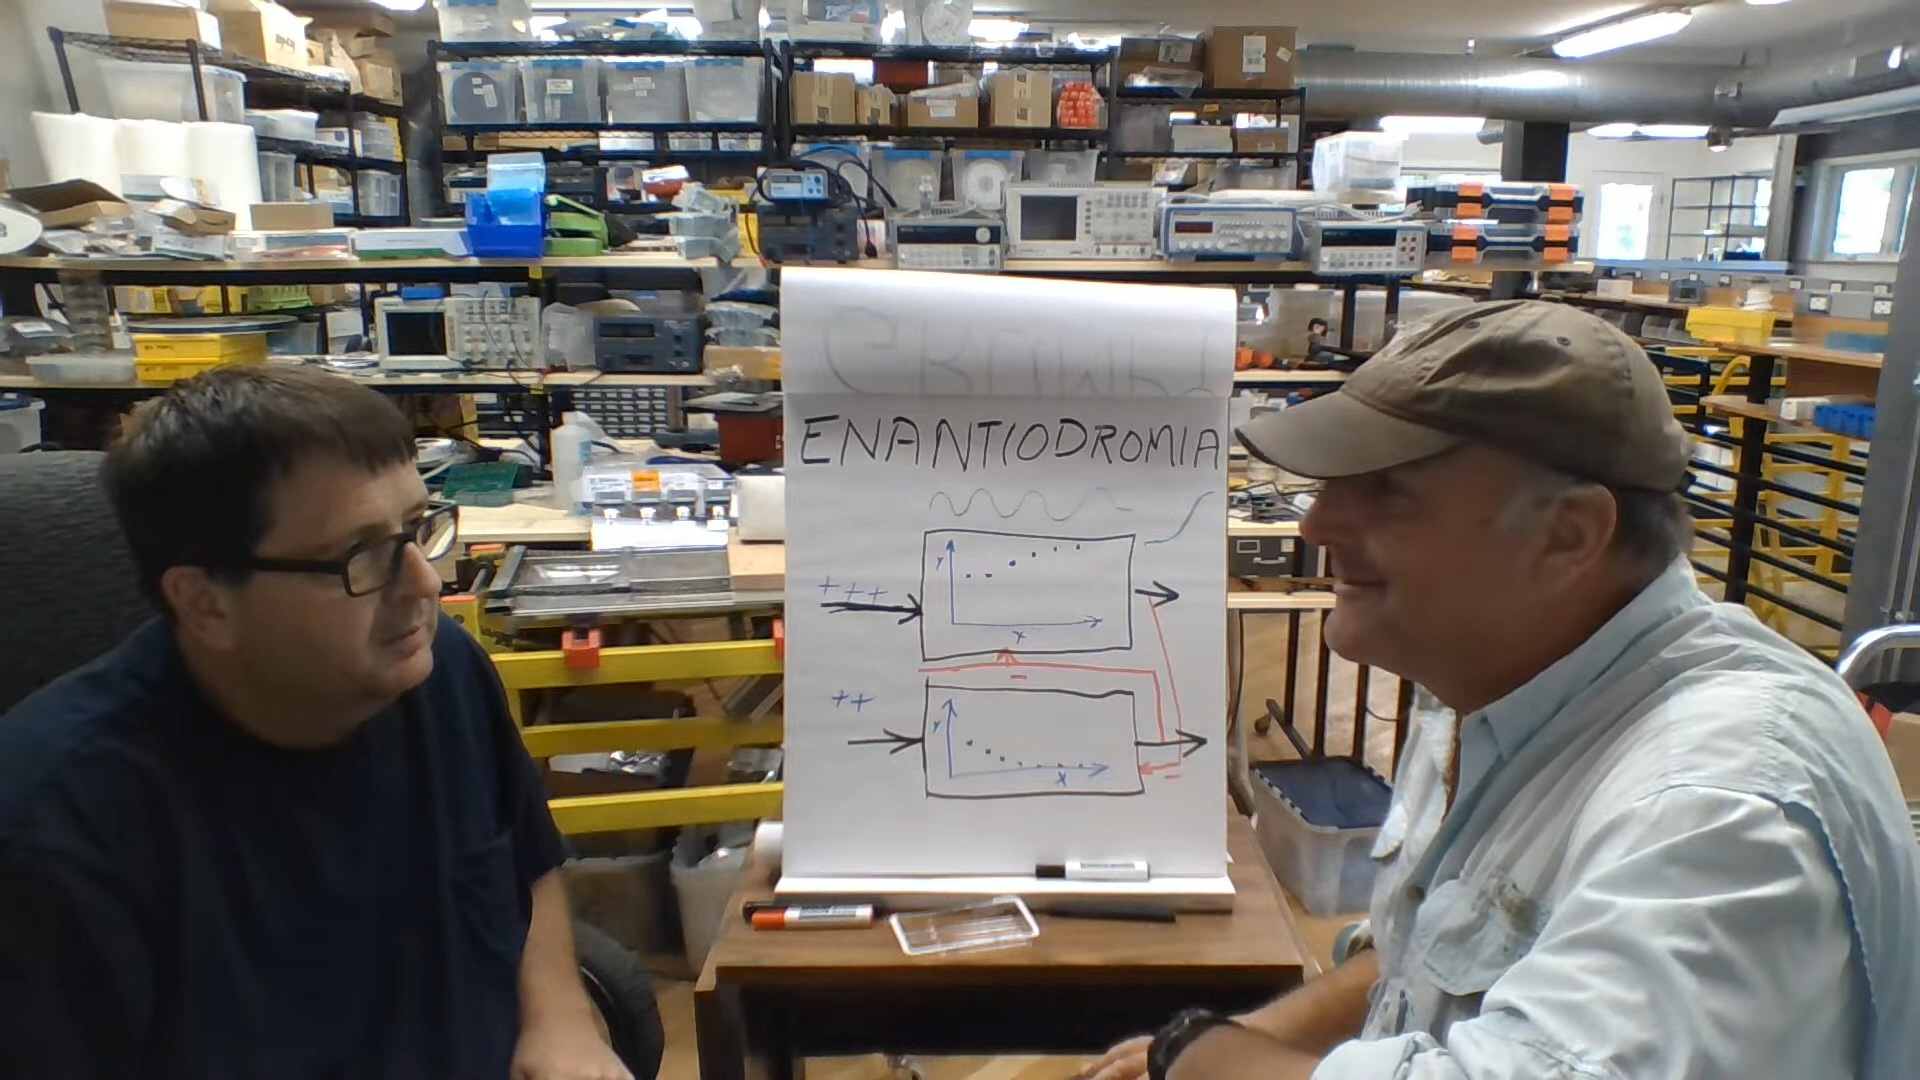 ENANTIODROMIA
+++
y
x
-
++
y
x
-